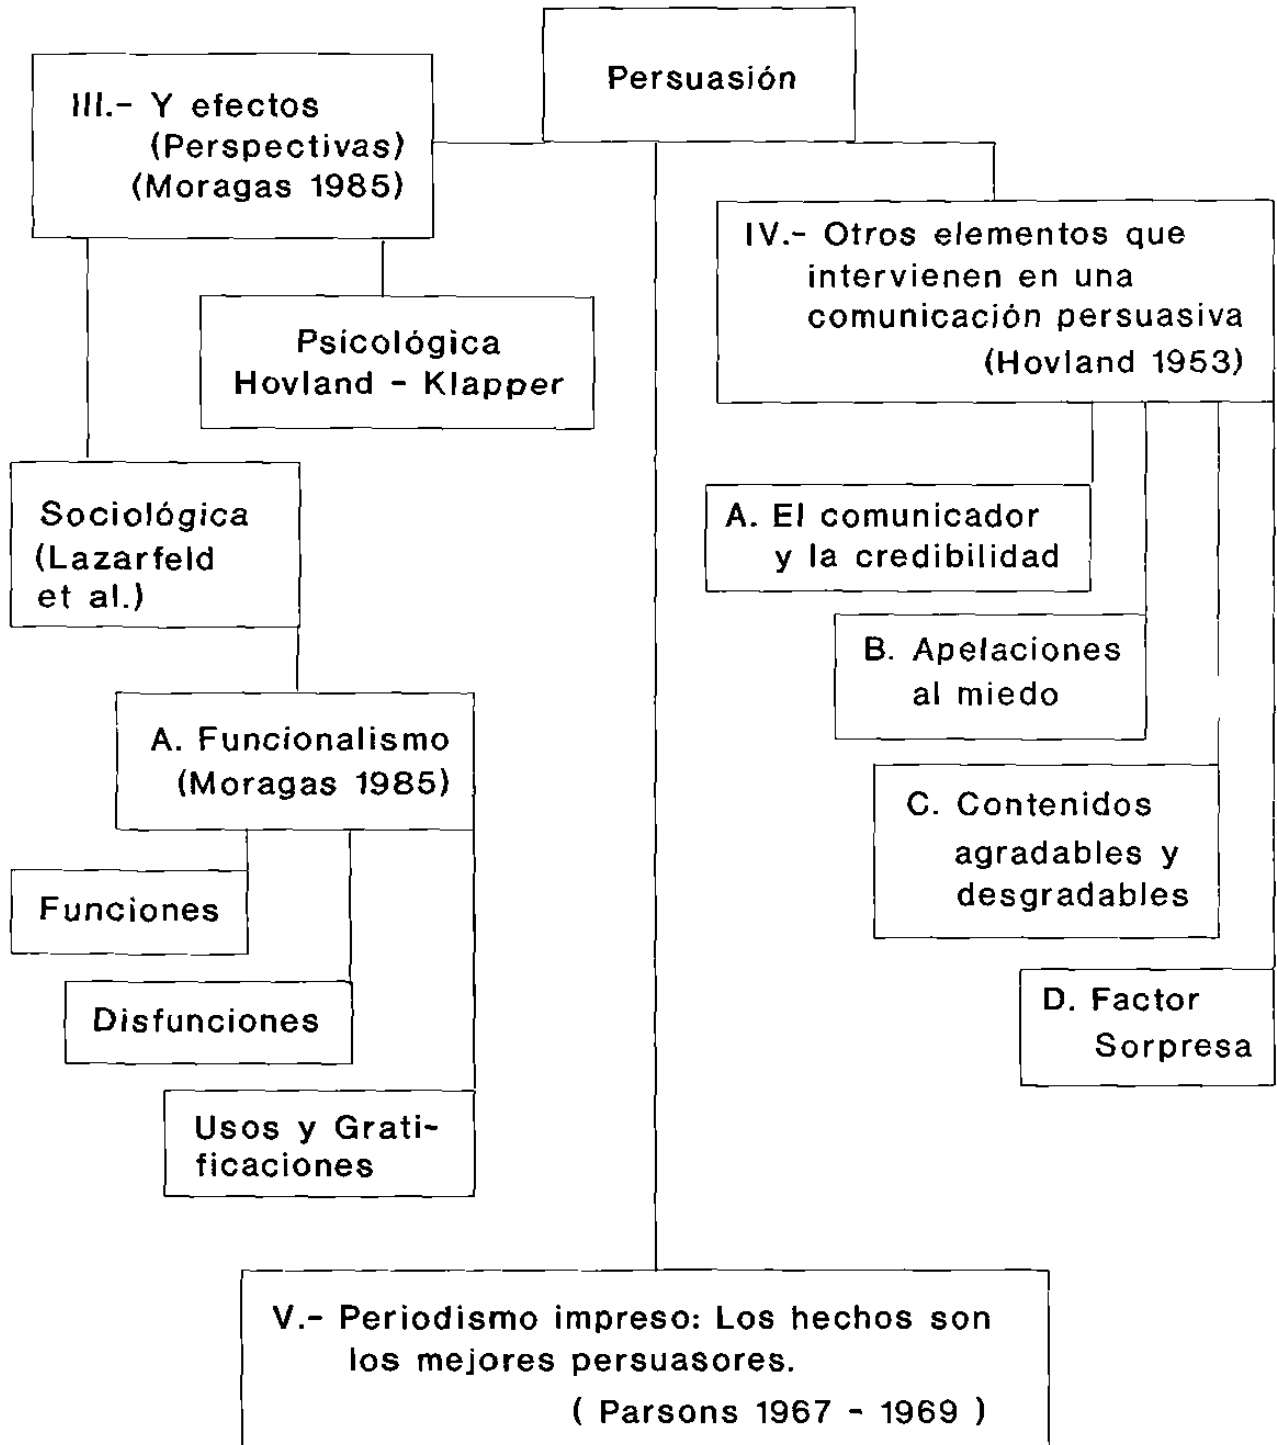 Persuasión
III.- Y efectos
(Perspectivas)
(Moragas 1985)
Psicológica
Hovland - Klapper
Sociológica
(Lazarfeld
et al.)
A. Funcionalismo
(Moragas 1985)
Funciones
Disfunciones
Usos y Grati-
ficaciones
IV.- Otros elementos que
intervienen en una
comunicación persuasiva
(Hovland 1953)
A. El comunicador
y la credibilidad
B. Apelaciones
al miedo
C. Contenidos
agradables y
desgradables
D. Factor
Sorpresa
V.- Periodismo impreso: Los hechos son
los mejores persuasores.
( Parsons 1967 - 1969 )